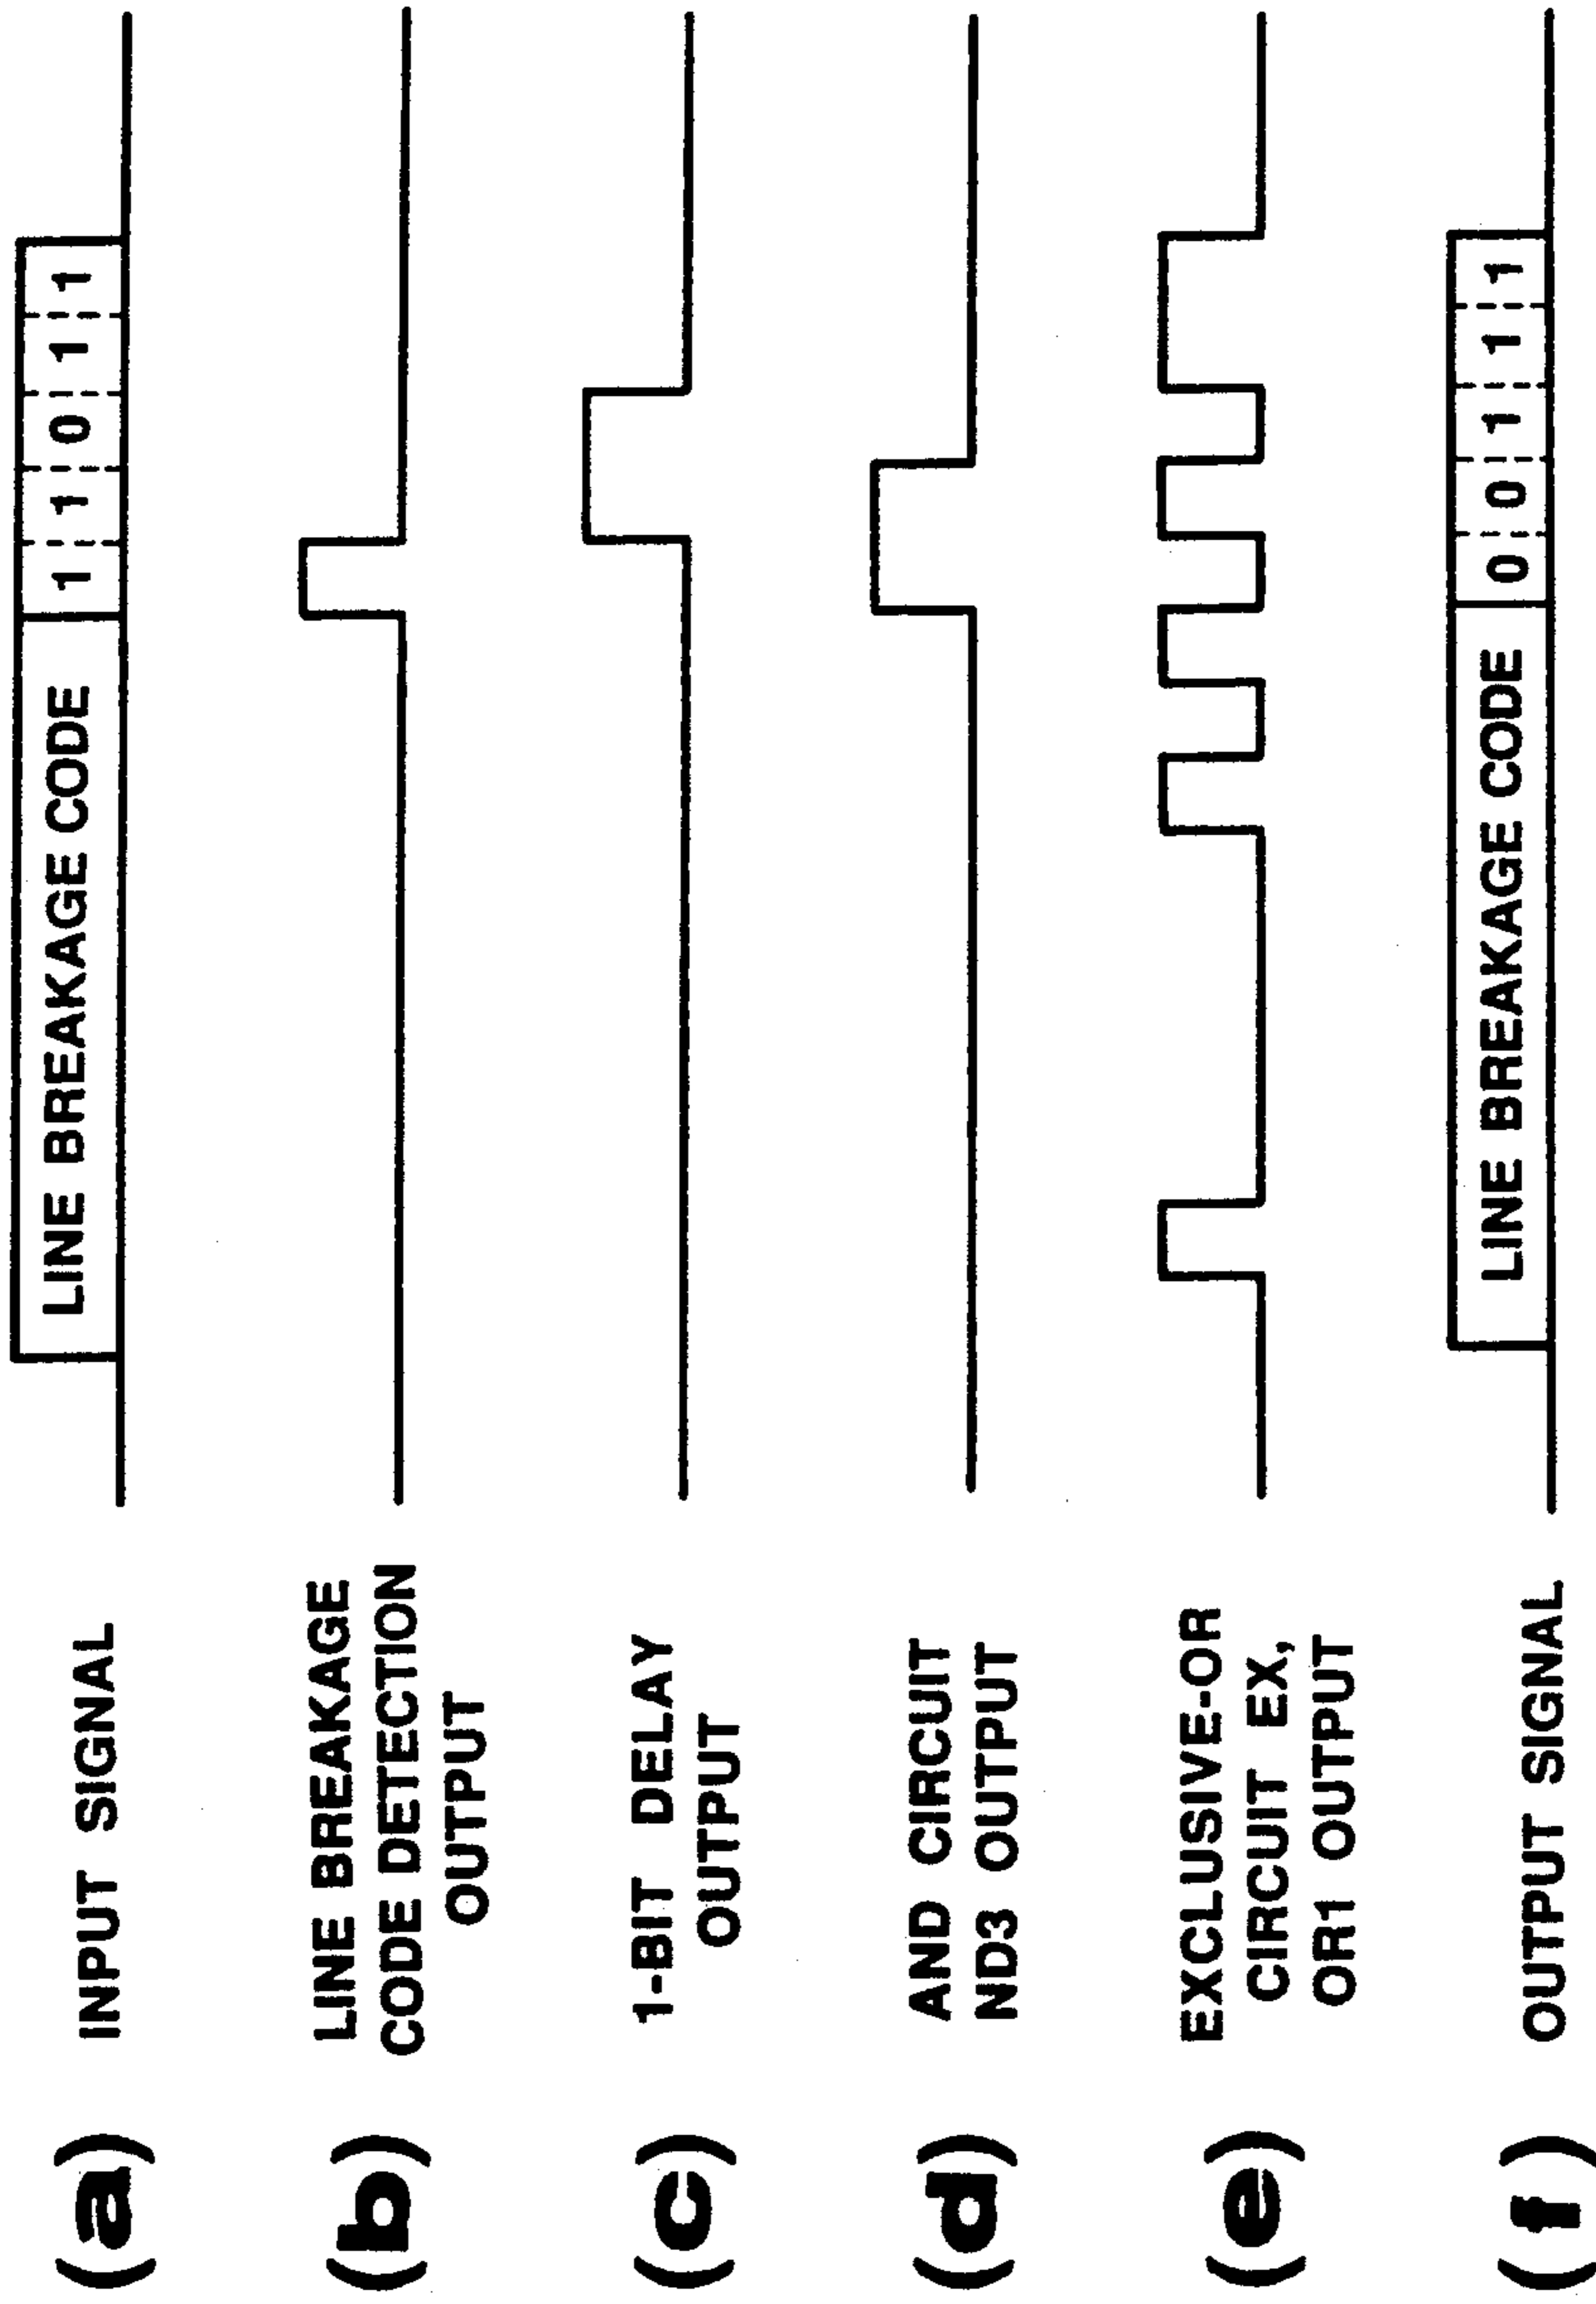 (a) INPUT SIGNAL
LINE BREAKAGE CODE 1 1 0 1 1
(b) LINE BREAKAGE
CODE DETECTION
OUTPUT
(c) 1-BIT DELAY
OUTPUT
(d) AND CIRCUIT
ND3 OUTPUT
(e) EXCLUSIVE-OR
CIRCUIT EX,
OR1 OUTPUT
(f) OUTPUT SIGNAL
LINE BREAKAGE CODE 0 0 1 1 1